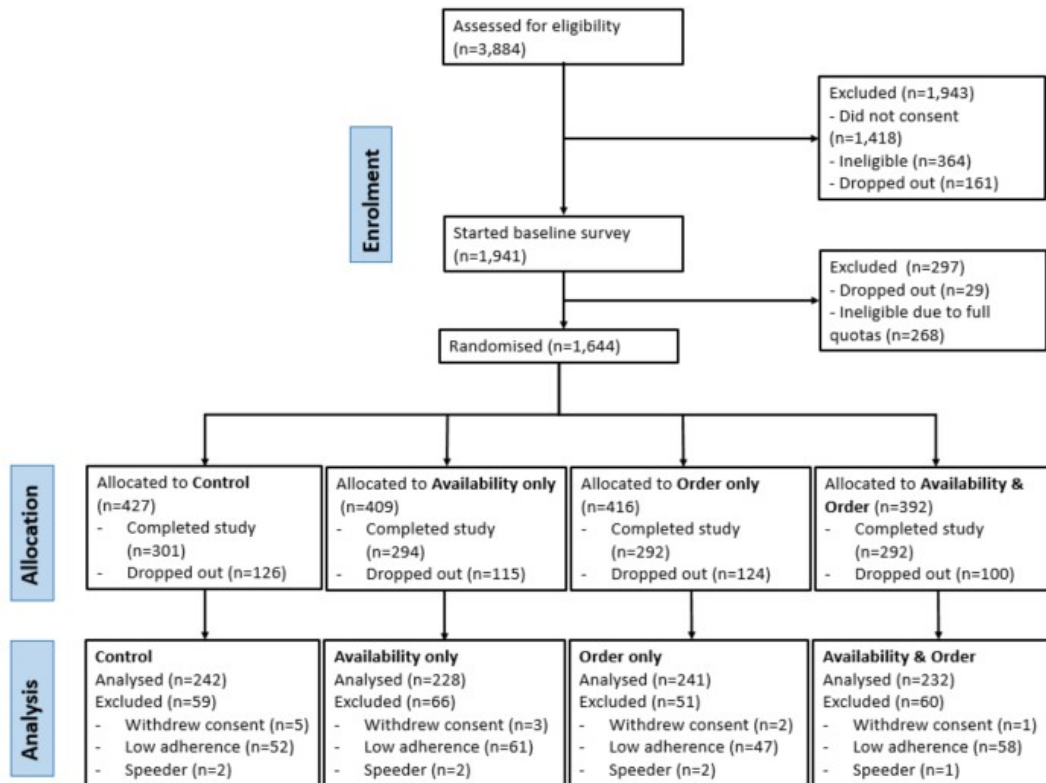 Assessed for eligibility
(n=3,884)
Excluded (n=1,943)
- Did not consent
(n=1,418)
- Ineligible (n=364)
- Dropped out (n=161)
Enrolment
Started baseline survey
(n=1,941)
Excluded (n=297)
- Dropped out (n=29)
- Ineligible due to full
quotas (n=268)
Randomised (n=1,644)
Allocation
Allocated to Control
(n=427)
- Completed study
(n=301)
- Dropped out (n=126)
Allocated to Availability only
(n=409)
- Completed study
(n=294)
- Dropped out (n=115)
Allocated to Order only
(n=416)
- Completed study
(n=292)
- Dropped out (n=124)
Allocated to Availability &
Order (n=392)
- Completed study
(n=292)
- Dropped out (n=100)
Analysis
Control
Analysed (n=242)
Excluded (n=59)
- Withdrew consent (n=5)
- Low adherence (n=52)
- Speeder (n=2)
Availability only
Analysed (n=228)
Excluded (n=66)
- Withdrew consent (n=3)
- Low adherence (n=61)
- Speeder (n=2)
Order only
Analysed (n=241)
Excluded (n=51)
- Withdrew consent (n=2)
- Low adherence (n=47)
- Speeder (n=2)
Availability & Order
Analysed (n=232)
Excluded (n=60)
- Withdrew consent (n=1)
- Low adherence (n=58)
- Speeder (n=1)